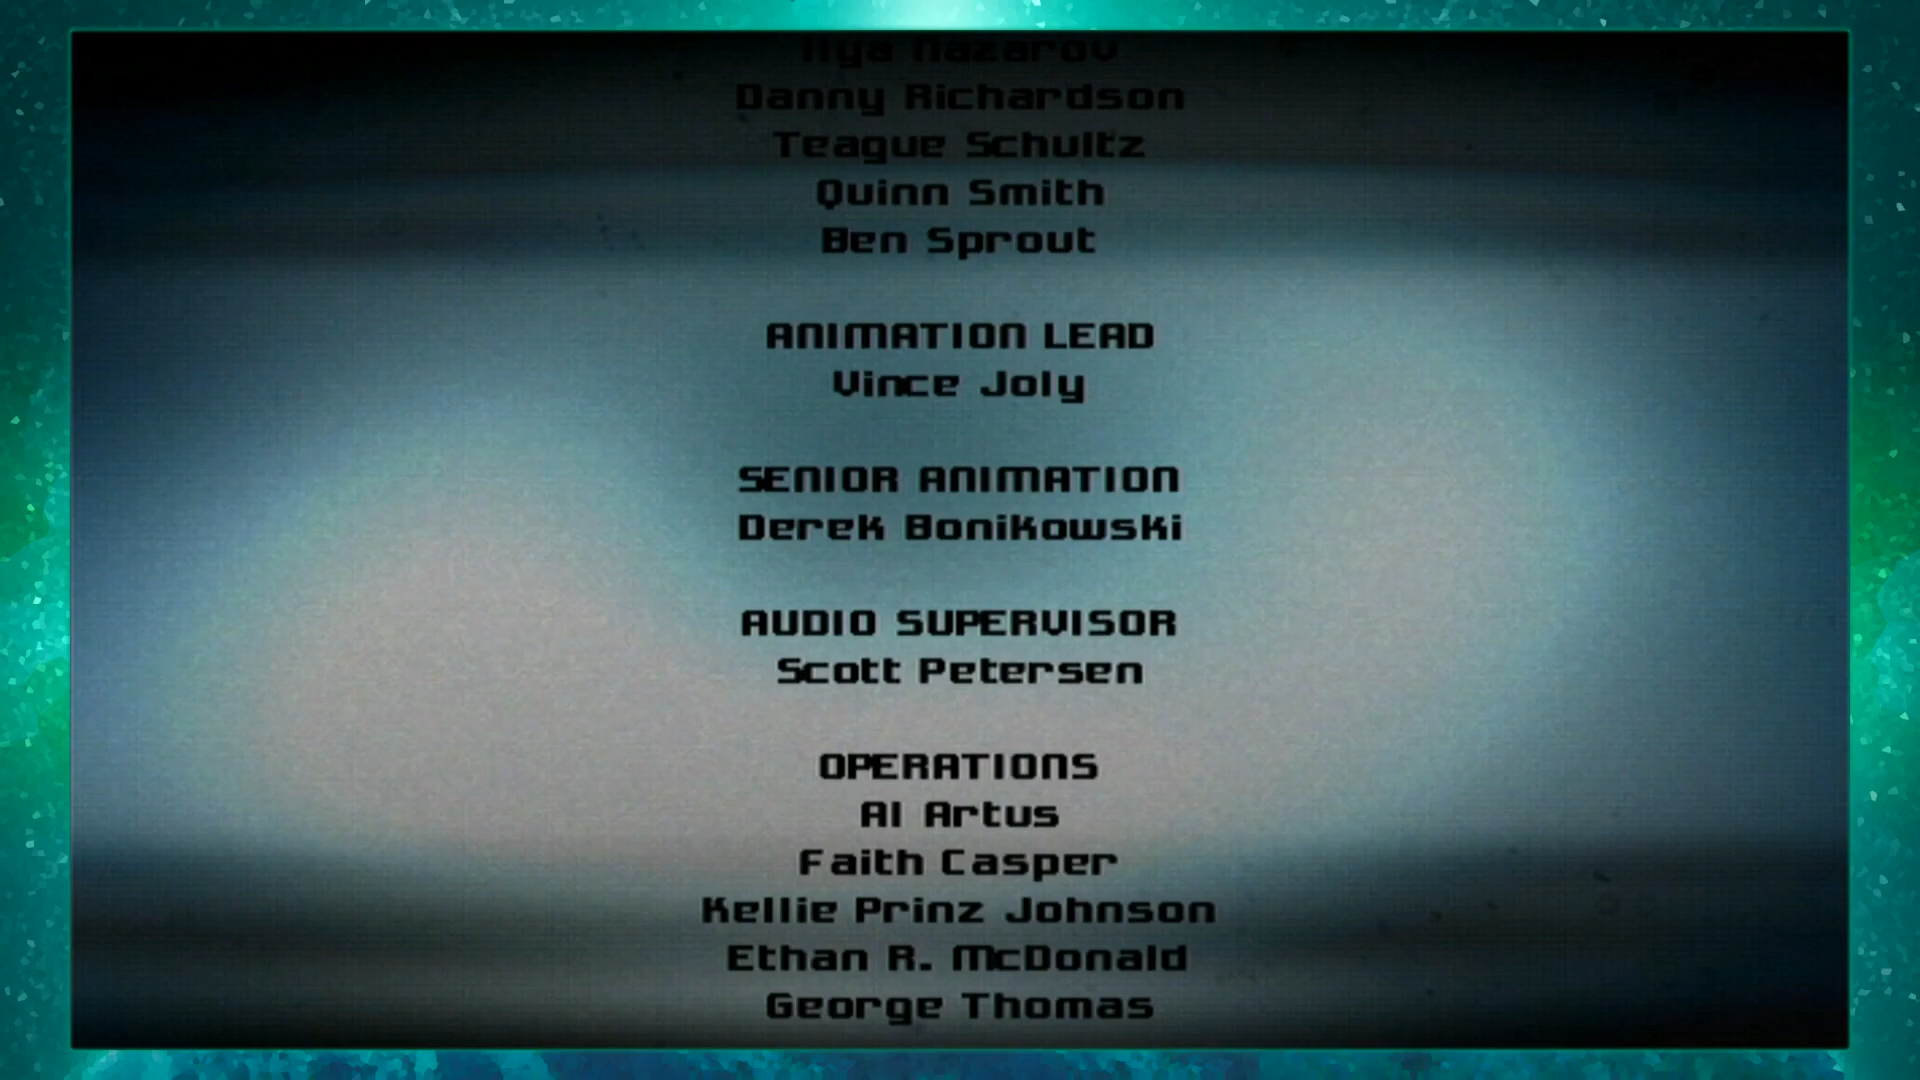 Danny Richardson
Teague Schultz
Quinn Smith
Ben Sprout
ANIMATION LEAD
Vince Joly
SENIOR ANIMATION
Derek Bonikowski
AUDIO SUPERVISOR
Scott Petersen
OPERATIONS
Al Artus
Faith Casper
Kellie Prinz Johnson
Ethan R. McDonald
George Thomas